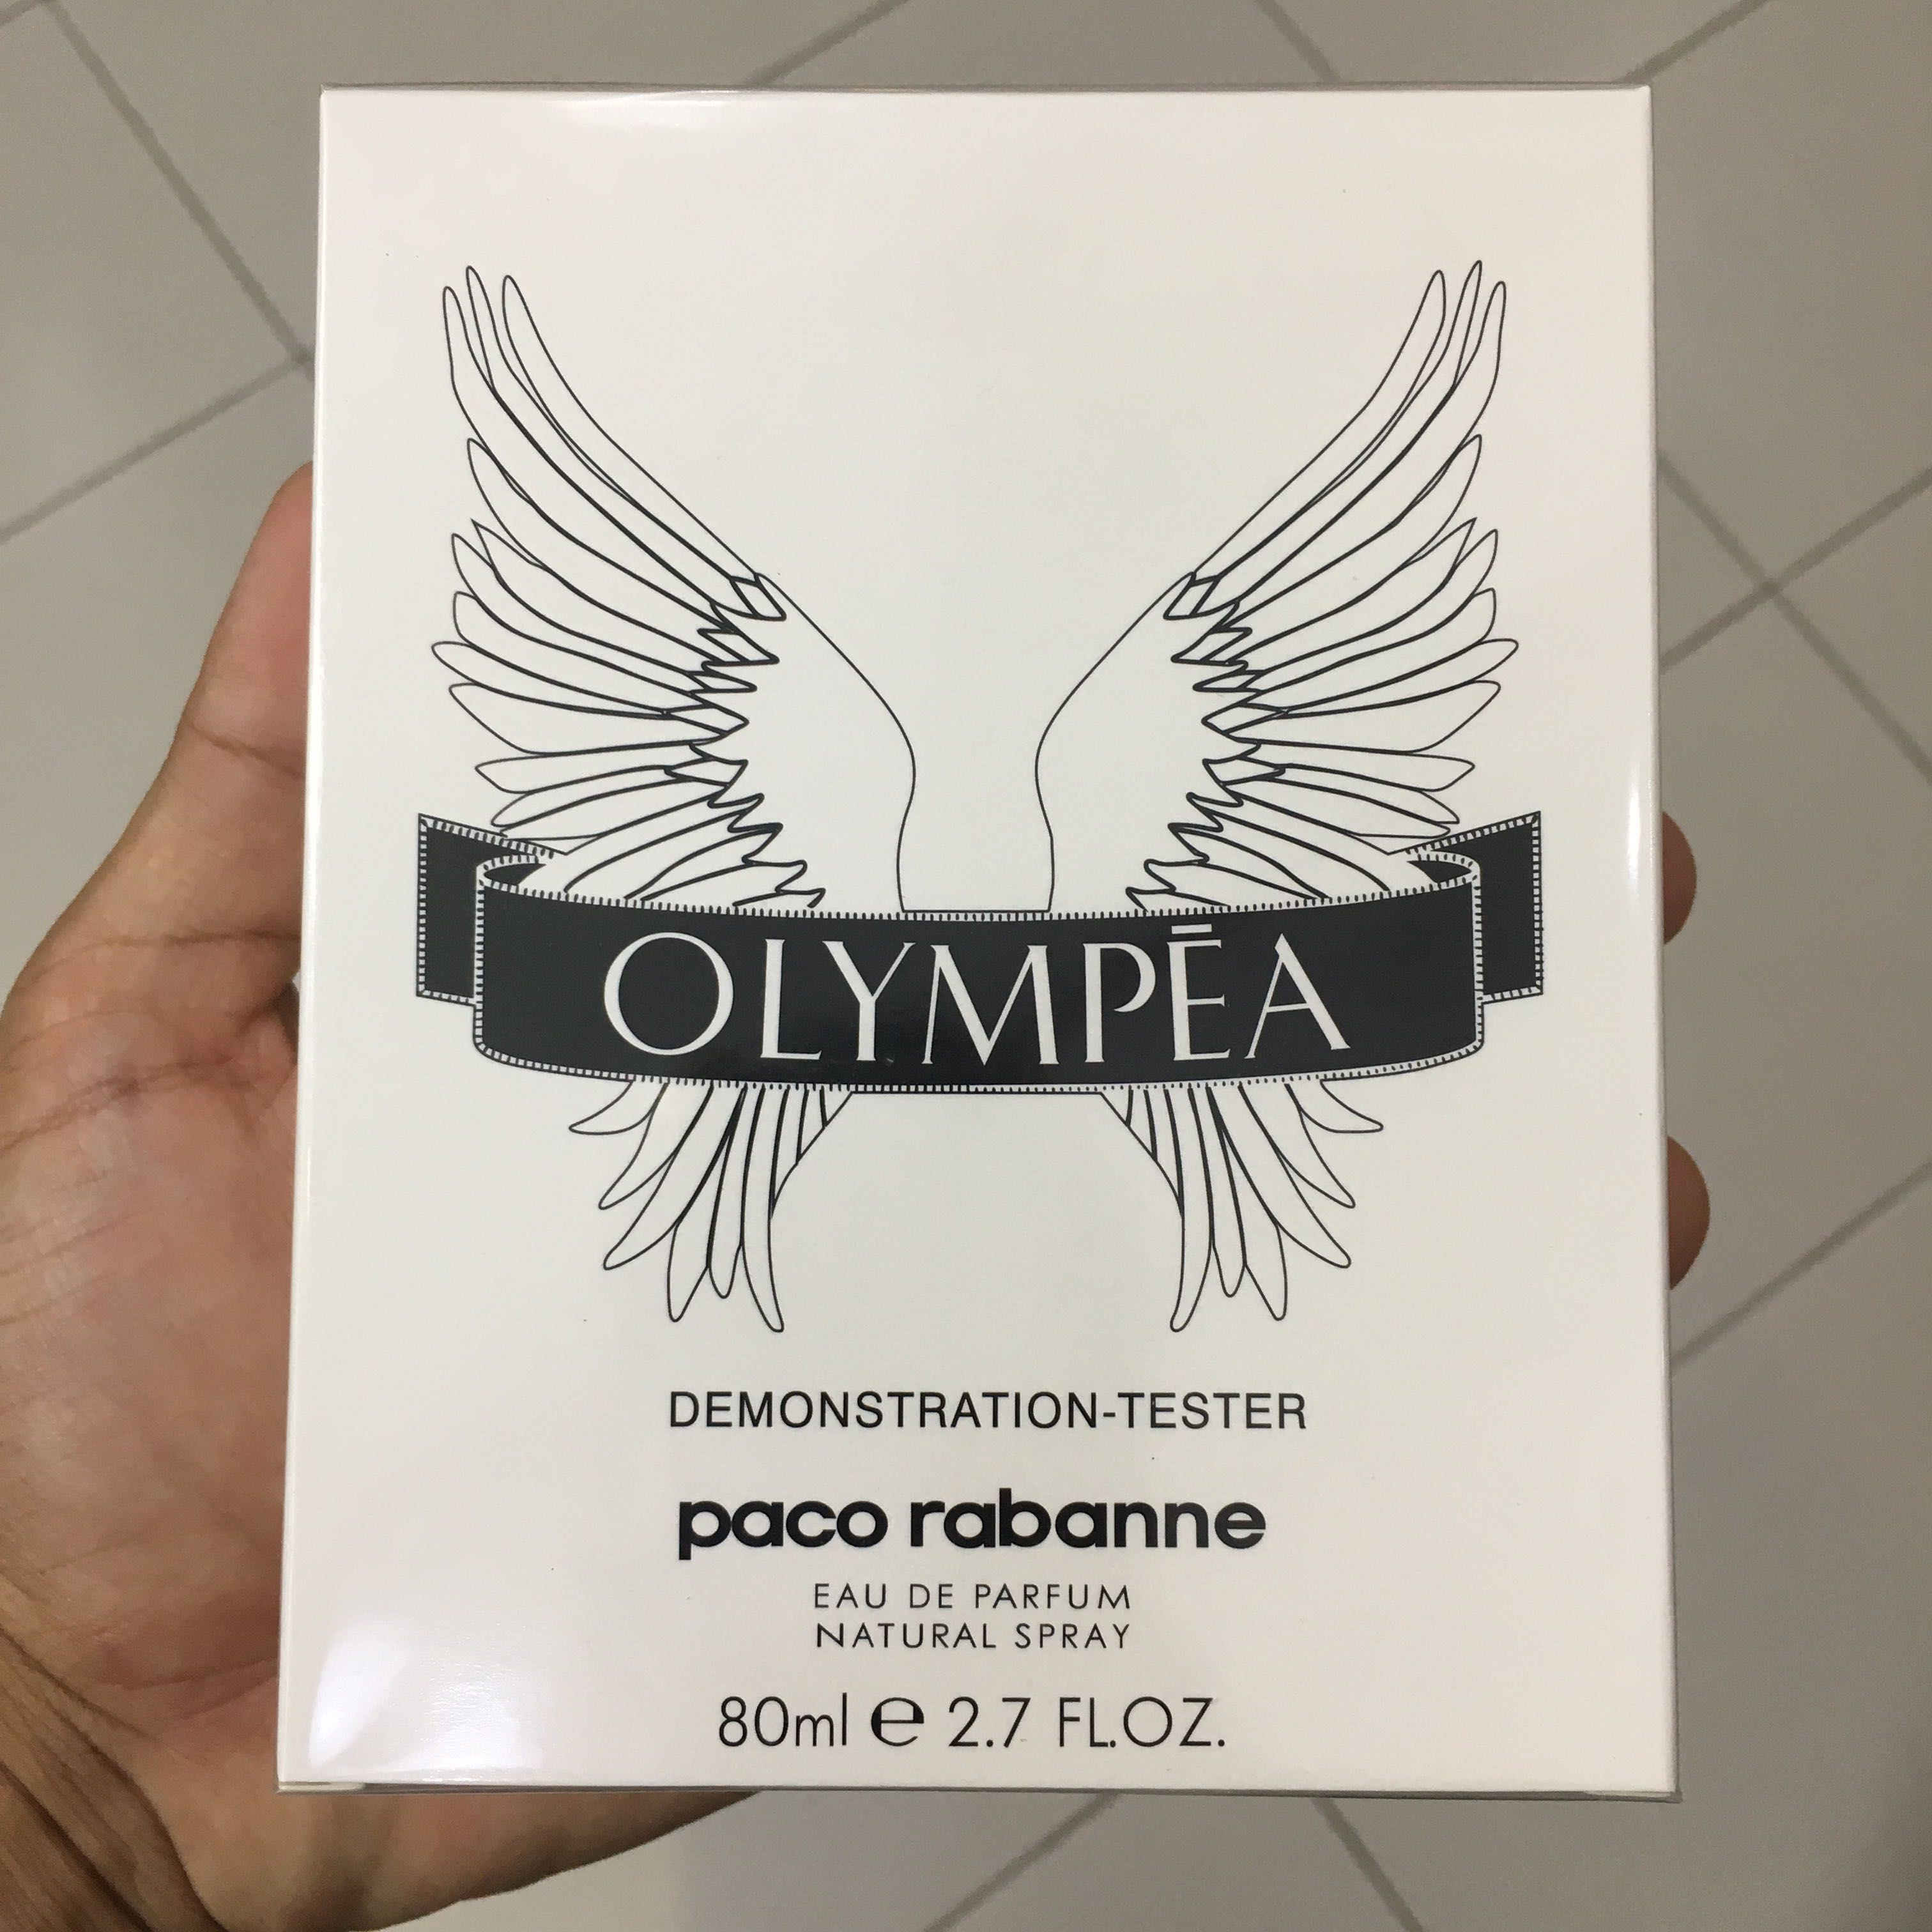 OLYMPĒA
DEMONSTRATION-TESTER
paco rabanne
EAU DE PARFUM
NATURAL SPRAY
80ml ℮ 2.7 FL.OZ.